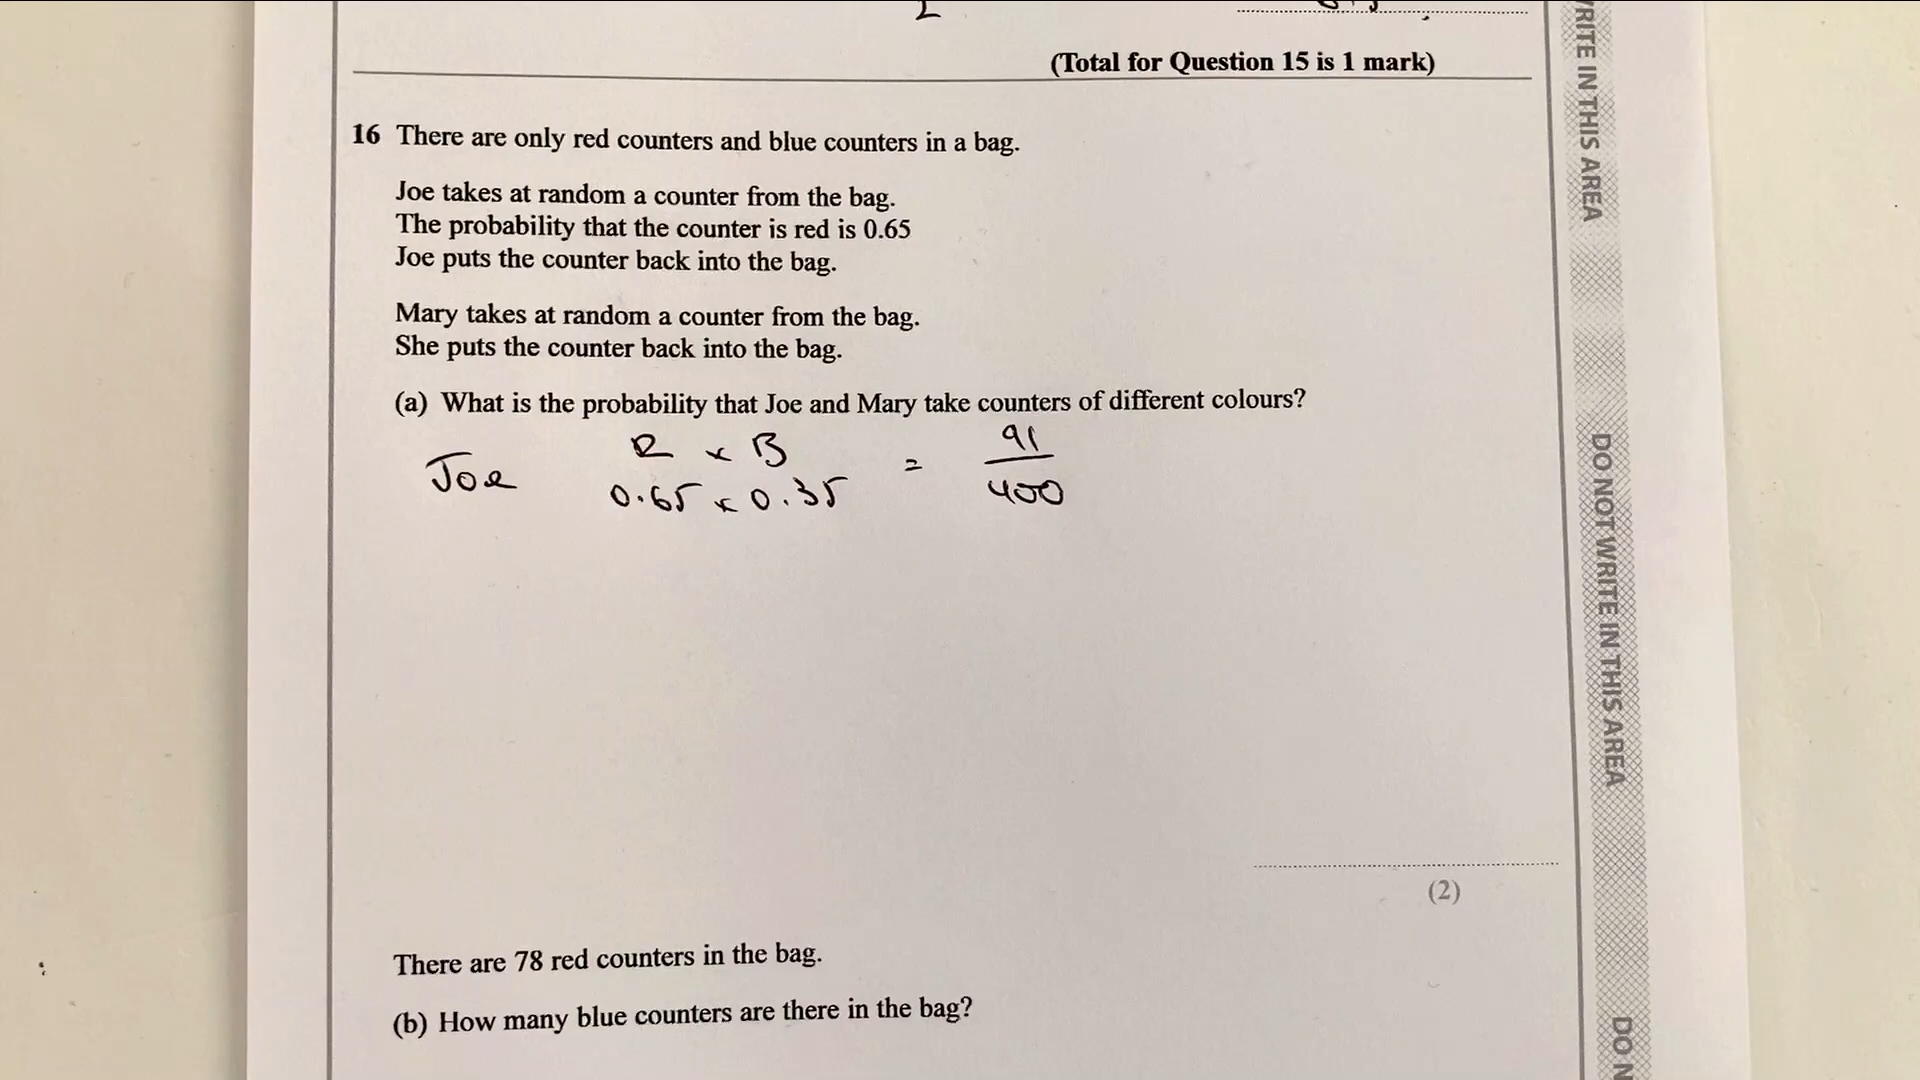 (Total for Question 15 is 1 mark)
16 There are only red counters and blue counters in a bag.
Joe takes at random a counter from the bag.
The probability that the counter is red is 0.65
Joe puts the counter back into the bag.
Mary takes at random a counter from the bag.
She puts the counter back into the bag.
(a) What is the probability that Joe and Mary take counters of different colours?
Joe R × B = 91
0.65 × 0.35 400
(2)
There are 78 red counters in the bag.
(b) How many blue counters are there in the bag?
WRITE IN THIS AREA
DO NOT WRITE IN THIS AREA
DO N